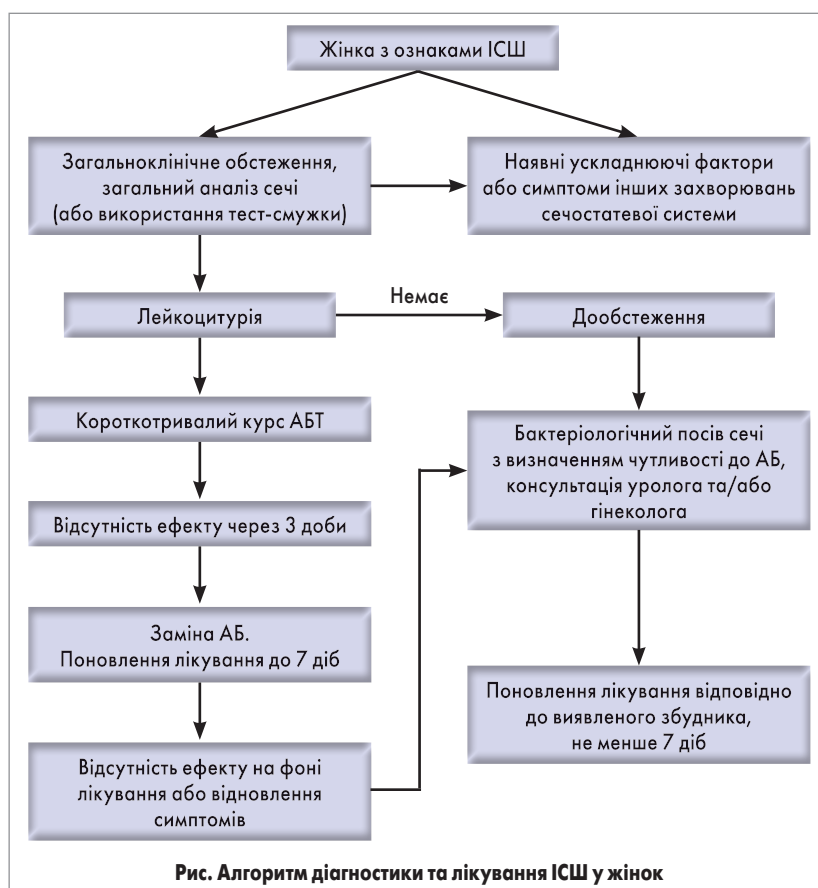 Жінка з ознаками ІСШ
Загальноклінічне обстеження,
загальний аналіз сечі
(або використання тест-смужки)
Наявні ускладнюючі фактори
або симптоми інших захворювань
сечостатевої системи
Лейкоцитурія
Немає
Дообстеження
Короткотривалий курс АБТ
Бактеріологічний посів сечі
з визначенням чутливості до АБ,
консультація уролога та/або
гінеколога
Відсутність ефекту через 3 доби
Заміна АБ.
Поновлення лікування до 7 діб
Поновлення лікування відповідно
до виявленого збудника,
не менше 7 діб
Відсутність ефекту на фоні
лікування або відновлення
симптомів
Рис. Алгоритм діагностики та лікування ІСШ у жінок